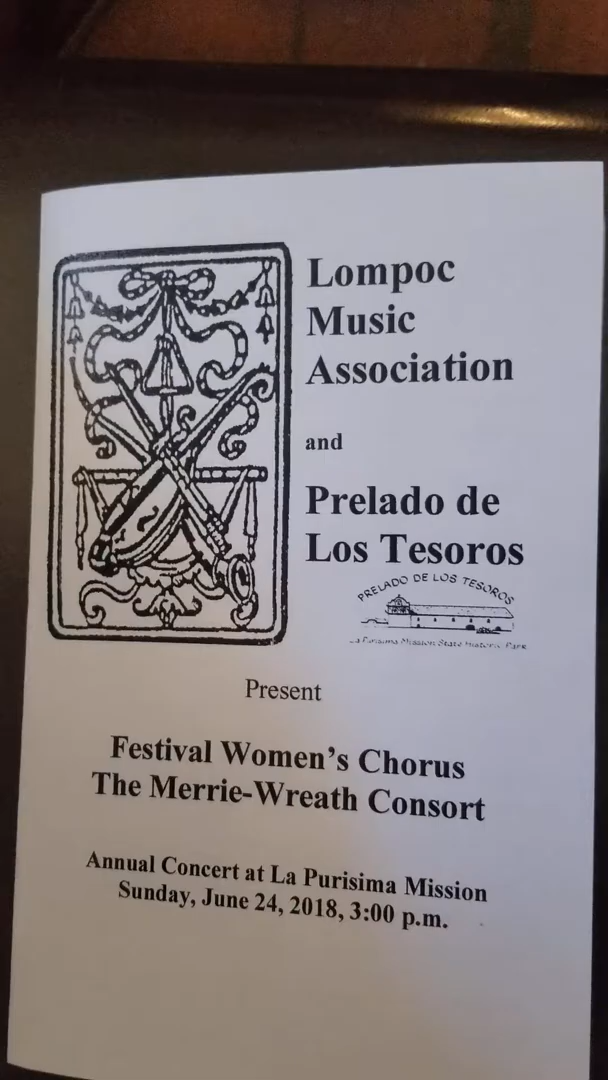 Lompoc
Music
Association
and
Prelado de
Los Tesoros
PRELADO DE LOS TESOROS
La Purisima Mission State Historic Park
Present
Festival Women's Chorus
The Merrie-Wreath Consort
Annual Concert at La Purisima Mission
Sunday, June 24, 2018, 3:00 p.m.